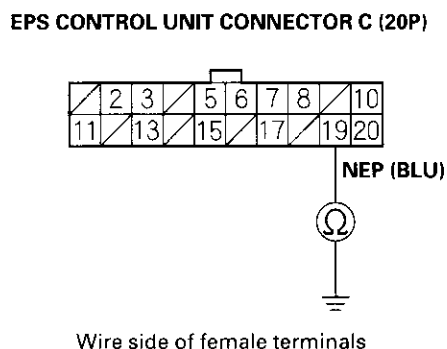 EPS CONTROL UNIT CONNECTOR C (20P)
2 3 5 6 7 8 10
11 13 15 17 19 20
NEP (BLU)
Ω
Wire side of female terminals